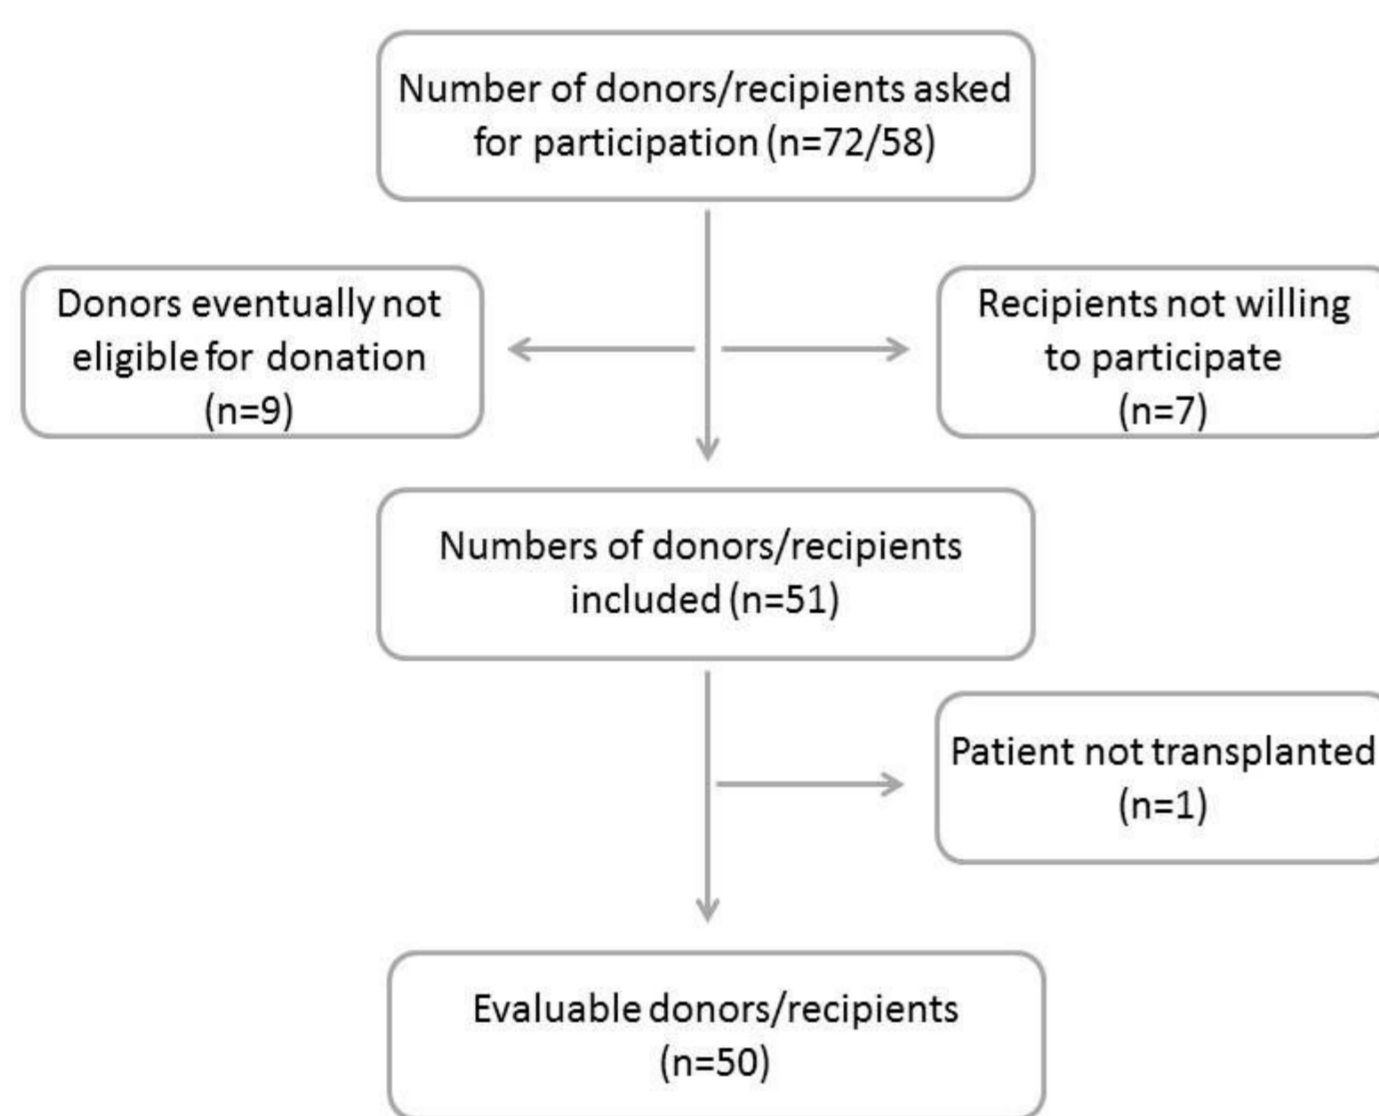 Number of donors/recipients asked
for participation (n=72/58)
Donors eventually not
eligible for donation
(n=9)
Recipients not willing
to participate
(n=7)
Numbers of donors/recipients
included (n=51)
Patient not transplanted
(n=1)
Evaluable donors/recipients
(n=50)